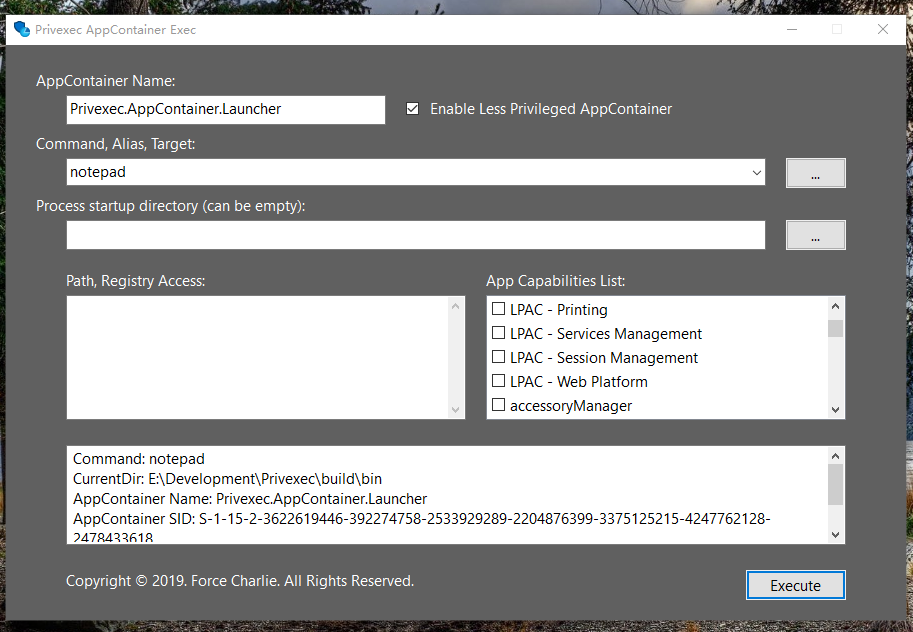 Privexec AppContainer Exec
AppContainer Name:
Privexec.AppContainer.Launcher
Enable Less Privileged AppContainer
Command, Alias, Target:
notepad
...
Process startup directory (can be empty):
...
Path, Registry Access:
App Capabilities List:
LPAC - Printing
LPAC - Services Management
LPAC - Session Management
LPAC - Web Platform
accessoryManager
Command: notepad
CurrentDir: E:\Development\Privexec\build\bin
AppContainer Name: Privexec.AppContainer.Launcher
AppContainer SID: S-1-15-2-3622619446-392274758-2533929289-2204876399-3375125215-4247762128-
2478433618
Copyright © 2019. Force Charlie. All Rights Reserved.
Execute